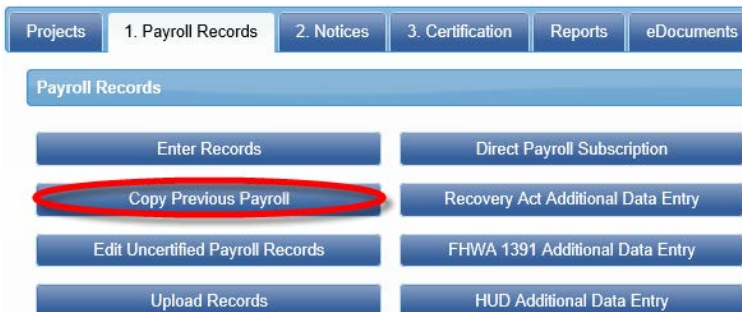 Projects
1. Payroll Records
2. Notices
3. Certification
Reports
eDocuments
Payroll Records
Enter Records
Direct Payroll Subscription
Copy Previous Payroll
Recovery Act Additional Data Entry
Edit Uncertified Payroll Records
FHWA 1391 Additional Data Entry
Upload Records
HUD Additional Data Entry